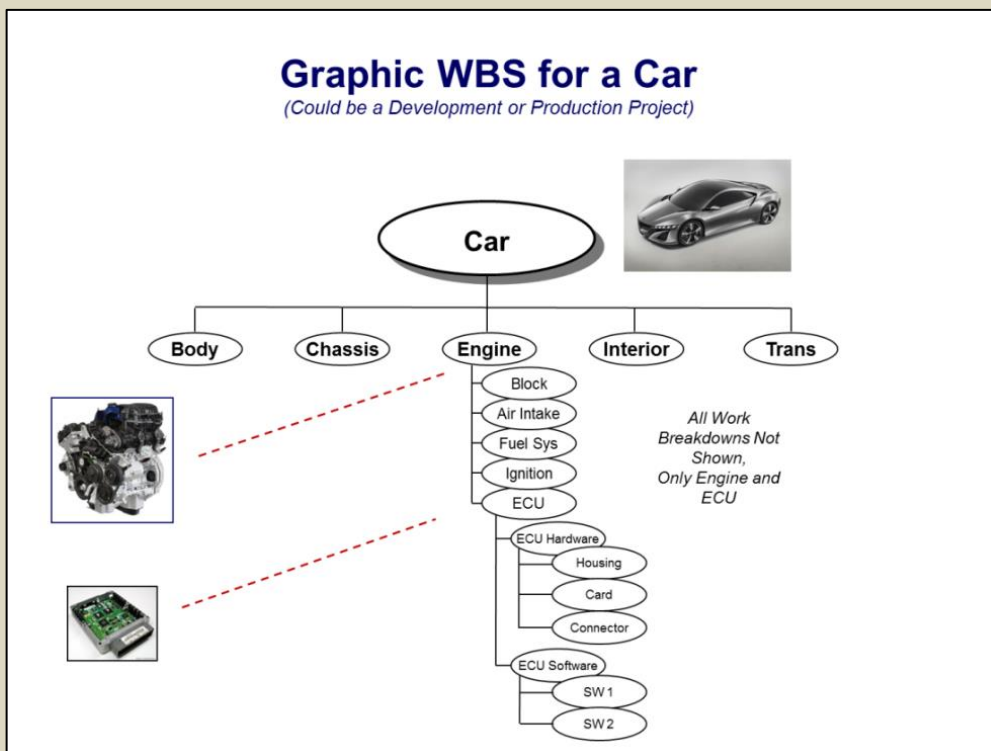 Graphic WBS for a Car
(Could be a Development or Production Project)
Car
Body
Chassis
Engine
Interior
Trans
Block
Air Intake
Fuel Sys
Ignition
ECU
All Work
Breakdowns Not
Shown,
Only Engine and
ECU
ECU Hardware
Housing
Card
Connector
ECU Software
SW 1
SW 2